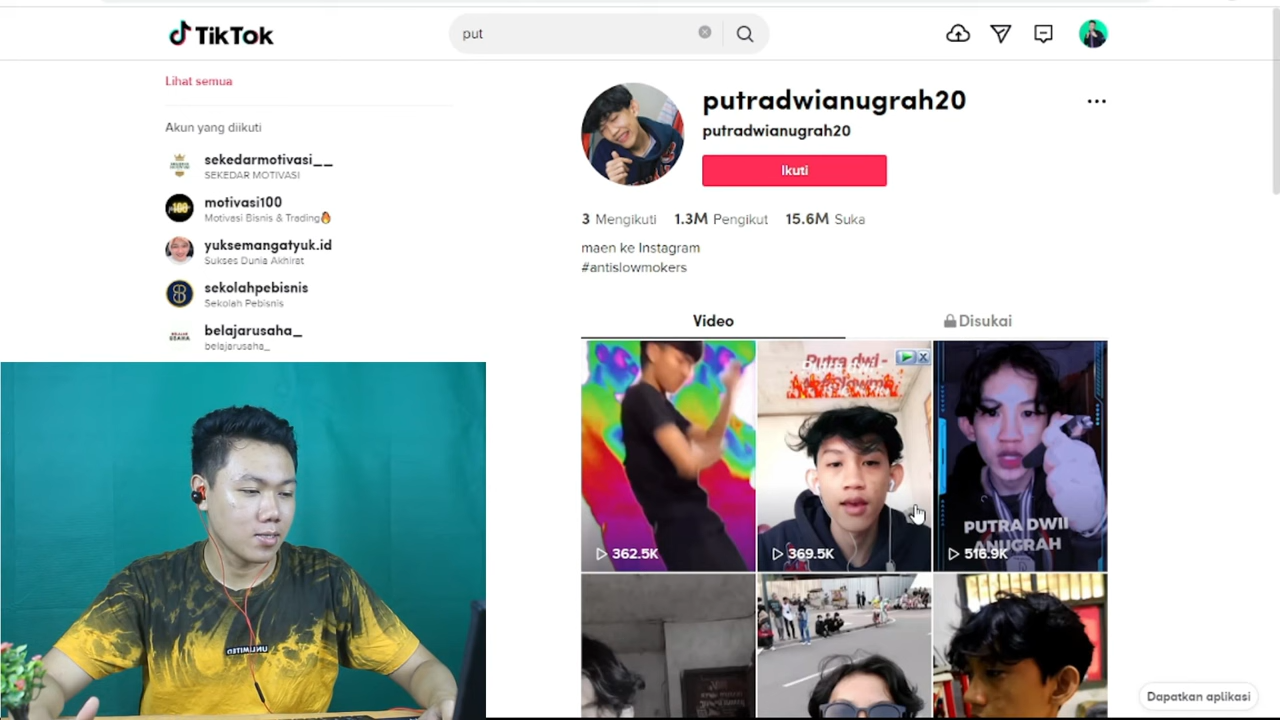 TikTok
put
Lihat semua
Akun yang diikuti
sekedarmotivasi__
SEKEDAR MOTIVASI
motivasi100
Motivasi Bisnis & Trading🔥
yuksemangatyuk.id
Sukses Dunia Akhirat
sekolahpebisnis
Sekolah Pebisnis
belajarusaha_
belajarusaha_
putradwianugrah20
putradwianugrah20
Ikuti
3 Mengikuti 1.3M Pengikut 15.6M Suka
maen ke Instagram
#antislowmokers
Video
Disukai
Putra dwi -
PUTRA DWII
ANUGRAH
362.5K
369.5K
516.9K
UNLIMITED
Dapatkan aplikasi